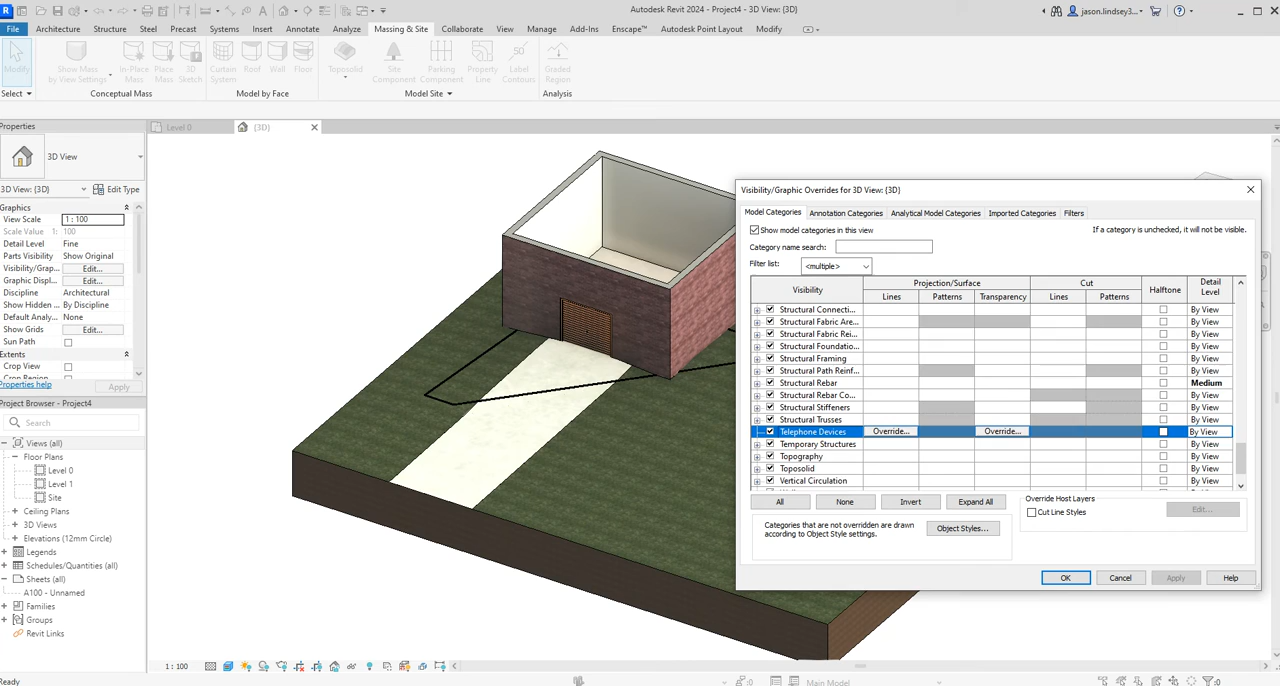 Autodesk Revit 2024 - Project4 - 3D View: {3D}
jason.lindsey3...
File Architecture Structure Steel Precast Systems Insert Annotate Analyze Massing & Site Collaborate View Manage Add-Ins Enscape™ Autodesk Point Layout Modify
Modify
Show Mass
by View Settings
In-Place
Mass
Place
Mass
3D
Sketch
Curtain
System
Roof
Wall
Floor
Toposolid
Site
Component
Parking
Component
Property
Line
Label
Contours
Graded
Region
Select Conceptual Mass Model by Face Model Site Analysis
Properties
Level 0
{3D}
3D View
3D View: {3D}
Edit Type
Graphics
View Scale 1 : 100
Scale Value 1: 100
Detail Level Fine
Parts Visibility Show Original
Visibility/Grap... Edit...
Graphic Displ... Edit...
Discipline Architectural
Show Hidden ... By Discipline
Default Analy... None
Show Grids Edit...
Sun Path
Extents
Crop View
Crop Region
Properties help
Apply
Project Browser - Project4
Search
Views (all)
Floor Plans
Level 0
Level 1
Site
Ceiling Plans
3D Views
Elevations (12mm Circle)
Legends
Schedules/Quantities (all)
Sheets (all)
A100 - Unnamed
Families
Groups
Revit Links
Visibility/Graphic Overrides for 3D View: {3D}
Model Categories Annotation Categories Analytical Model Categories Imported Categories Filters
Show model categories in this view
If a category is unchecked, it will not be visible.
Category name search:
Filter list: <multiple>
Visibility Projection/Surface Cut Halftone Detail Level
Lines Patterns Transparency Lines Patterns
Structural Connecti... By View
Structural Fabric Are... By View
Structural Fabric Rei... By View
Structural Foundatio... By View
Structural Framing By View
Structural Path Reinf... By View
Structural Rebar Medium
Structural Rebar Co... By View
Structural Stiffeners By View
Structural Trusses By View
Telephone Devices Override... Override... By View
Temporary Structures By View
Topography By View
Toposolid By View
Vertical Circulation By View
All None Invert Expand All
Override Host Layers
Cut Line Styles
Edit...
Categories that are not overridden are drawn
according to Object Style settings.
Object Styles...
OK Cancel Apply Help
1 : 100
Ready
:0
Main Model
:0